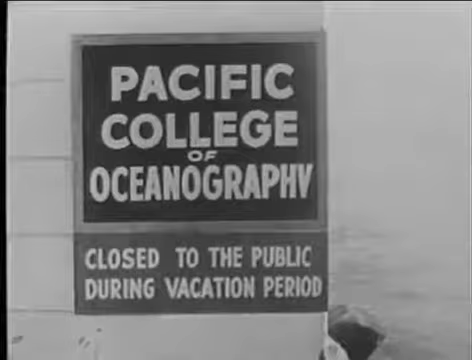 PACIFIC
COLLEGE
OF
OCEANOGRAPHY
CLOSED TO THE PUBLIC
DURING VACATION PERIOD